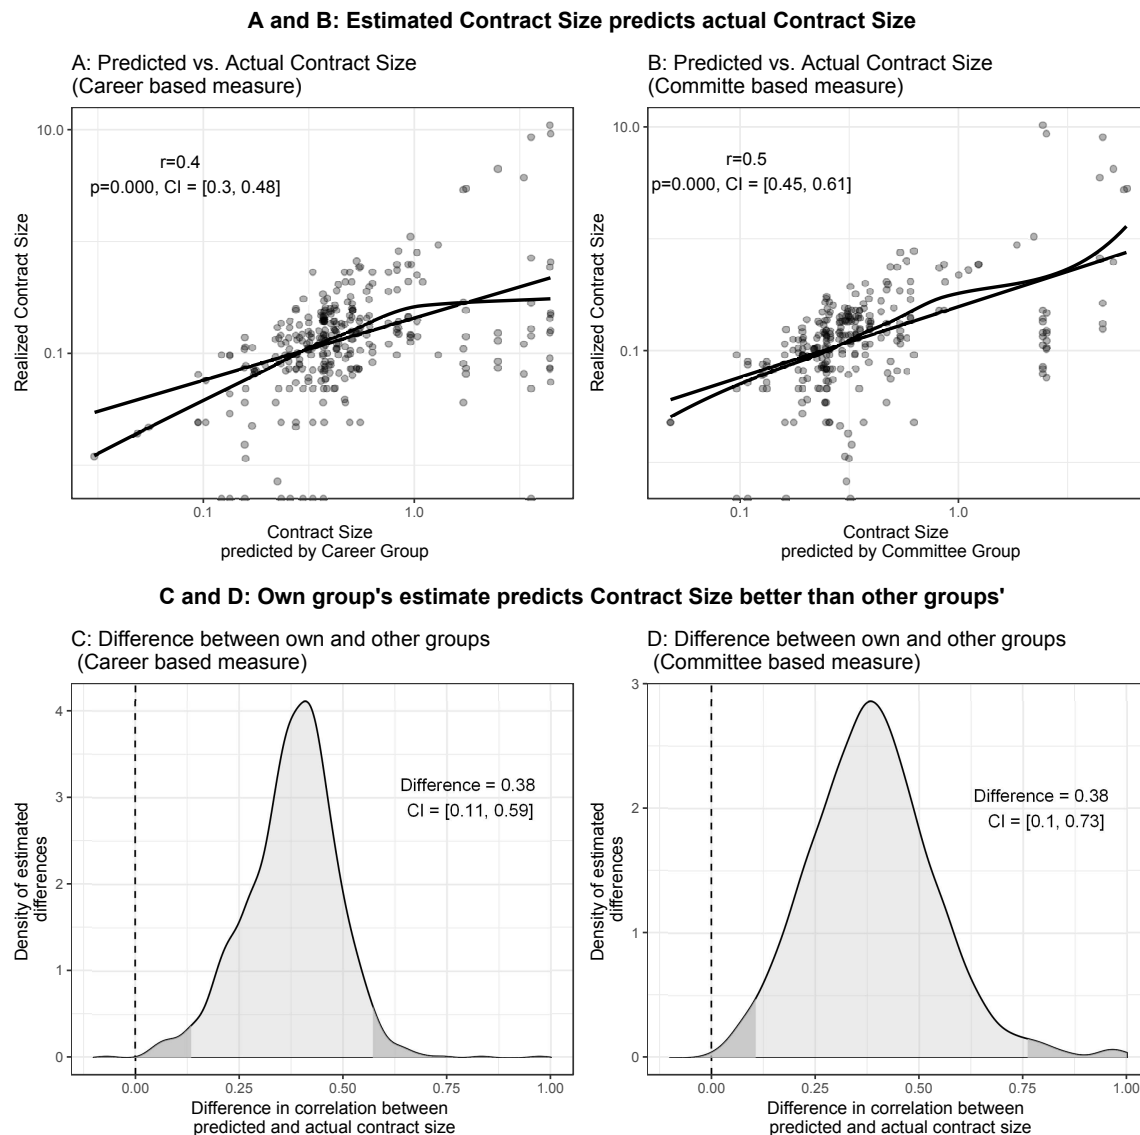 A and B: Estimated Contract Size predicts actual Contract Size
A: Predicted vs. Actual Contract Size
(Career based measure)
10.0
0.1
Realized Contract Size
r=0.4
p=0.000, CI = [0.3, 0.48]
0.1
1.0
Contract Size
predicted by Career Group
B: Predicted vs. Actual Contract Size
(Committe based measure)
10.0
0.1
Realized Contract Size
r=0.5
p=0.000, CI = [0.45, 0.61]
0.1
1.0
Contract Size
predicted by Committee Group
C and D: Own group's estimate predicts Contract Size better than other groups'
C: Difference between own and other groups
(Career based measure)
4
3
2
1
0
Density of estimated
differences
Difference = 0.38
CI = [0.11, 0.59]
0.00
0.25
0.50
0.75
1.00
Difference in correlation between
predicted and actual contract size
D: Difference between own and other groups
(Committee based measure)
3
2
1
0
Density of estimated
differences
Difference = 0.38
CI = [0.1, 0.73]
0.00
0.25
0.50
0.75
1.00
Difference in correlation between
predicted and actual contract size